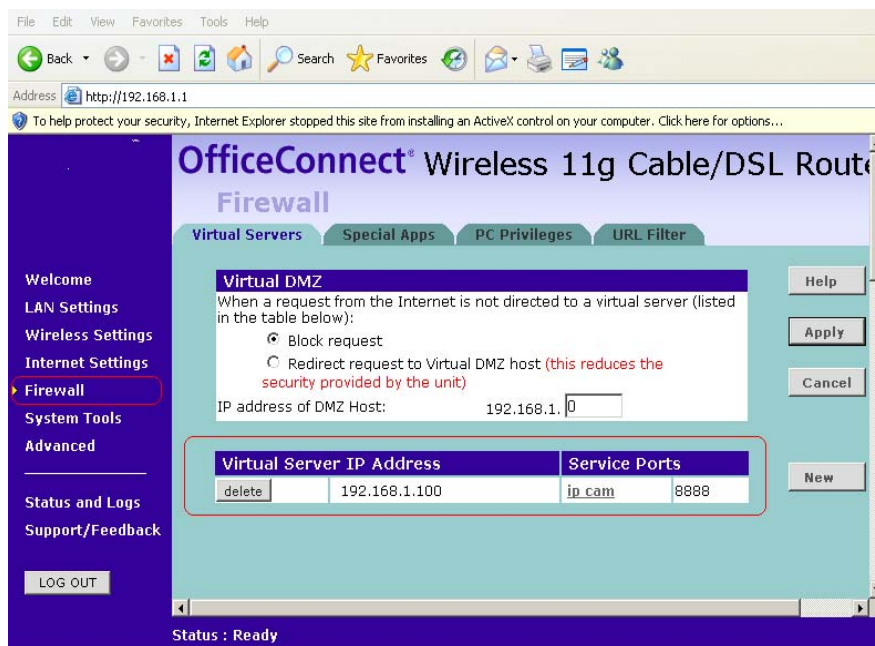 File Edit View Favorites Tools Help
Back Search Favorites
Address http://192.168.1.1
To help protect your security, Internet Explorer stopped this site from installing an ActiveX control on your computer. Click here for options...
OfficeConnect® Wireless 11g Cable/DSL Route
Firewall
Virtual Servers Special Apps PC Privileges URL Filter
Welcome
LAN Settings
Wireless Settings
Internet Settings
Firewall
System Tools
Advanced
Status and Logs
Support/Feedback
LOG OUT
Virtual DMZ
When a request from the Internet is not directed to a virtual server (listed
in the table below):
Block request
Redirect request to Virtual DMZ host (this reduces the
security provided by the unit)
IP address of DMZ Host: 192.168.1. 0
Virtual Server IP Address Service Ports
delete 192.168.1.100 ip cam 8888
Help
Apply
Cancel
New
Status : Ready